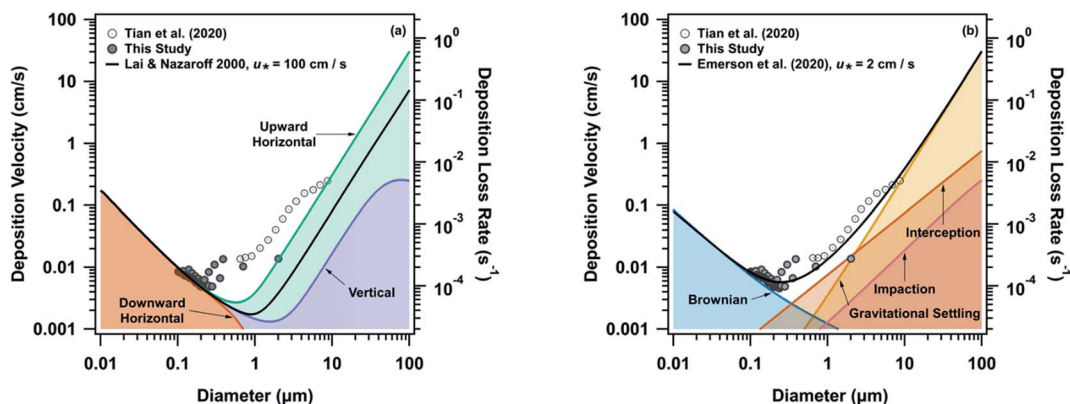 100
10
1
0.1
0.01
0.001
Deposition Velocity (cm/s)
Tian et al. (2020)
This Study
Lai & Nazaroff 2000, u* = 100 cm / s
(a)
Upward
Horizontal
Downward
Horizontal
Vertical
10⁰
10⁻¹
10⁻²
10⁻³
10⁻⁴
Deposition Loss Rate (s⁻¹)
0.01
0.1
1
10
100
Diameter (µm)
100
10
1
0.1
0.01
0.001
Deposition Velocity (cm/s)
Tian et al. (2020)
This Study
Emerson et al. (2020), u* = 2 cm / s
(b)
Interception
Brownian
Impaction
Gravitational Settling
10⁰
10⁻¹
10⁻²
10⁻³
10⁻⁴
Deposition Loss Rate (s⁻¹)
0.01
0.1
1
10
100
Diameter (µm)